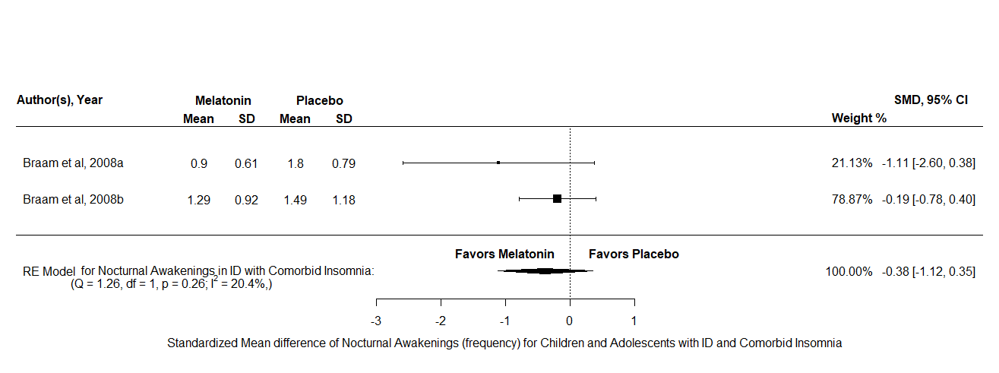 Author(s), Year Melatonin Placebo SMD, 95% CI
Mean SD Mean SD Weight %
Braam et al, 2008a 0.9 0.61 1.8 0.79 21.13% -1.11 [-2.60, 0.38]
Braam et al, 2008b 1.29 0.92 1.49 1.18 78.87% -0.19 [-0.78, 0.40]
Favors Melatonin Favors Placebo
RE Model for Nocturnal Awakenings in ID with Comorbid Insomnia: 100.00% -0.38 [-1.12, 0.35]
(Q = 1.26, df = 1, p = 0.26; I² = 20.4%,)
-3 -2 -1 0 1
Standardized Mean difference of Nocturnal Awakenings (frequency) for Children and Adolescents with ID and Comorbid Insomnia